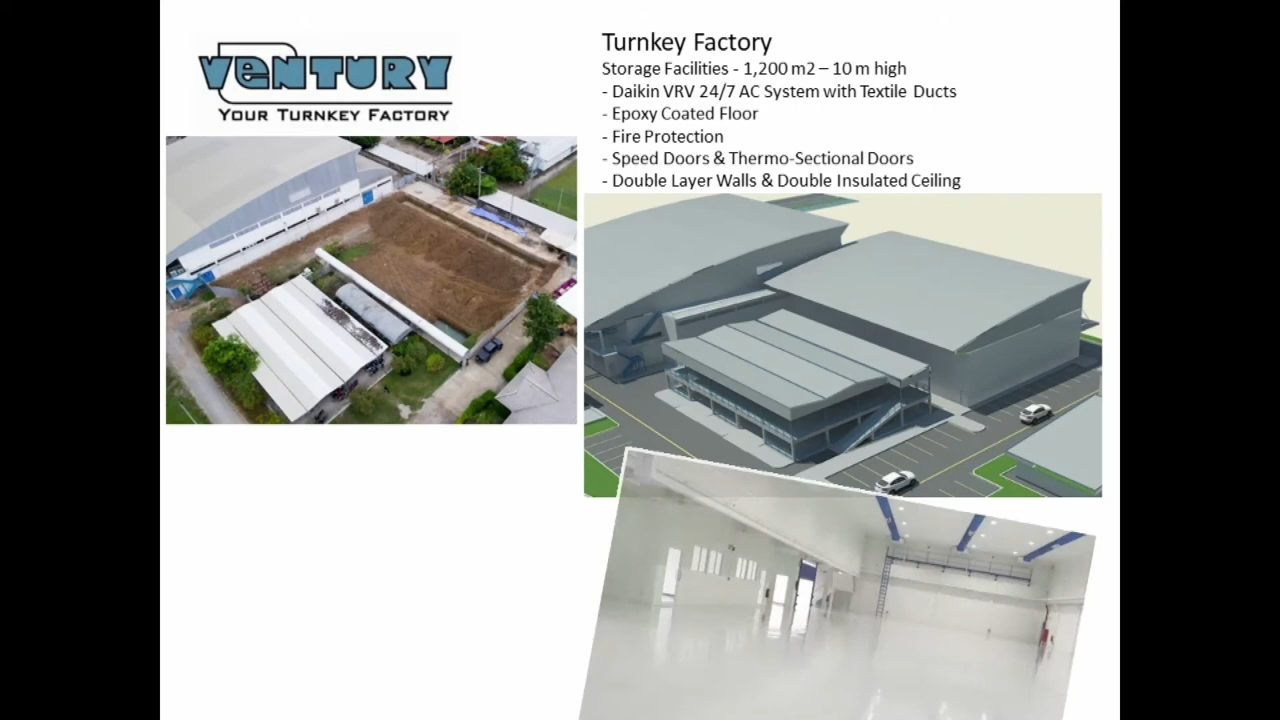 VENTURY
YOUR TURNKEY FACTORY
Turnkey Factory
Storage Facilities - 1,200 m2 – 10 m high
- Daikin VRV 24/7 AC System with Textile Ducts
- Epoxy Coated Floor
- Fire Protection
- Speed Doors & Thermo-Sectional Doors
- Double Layer Walls & Double Insulated Ceiling